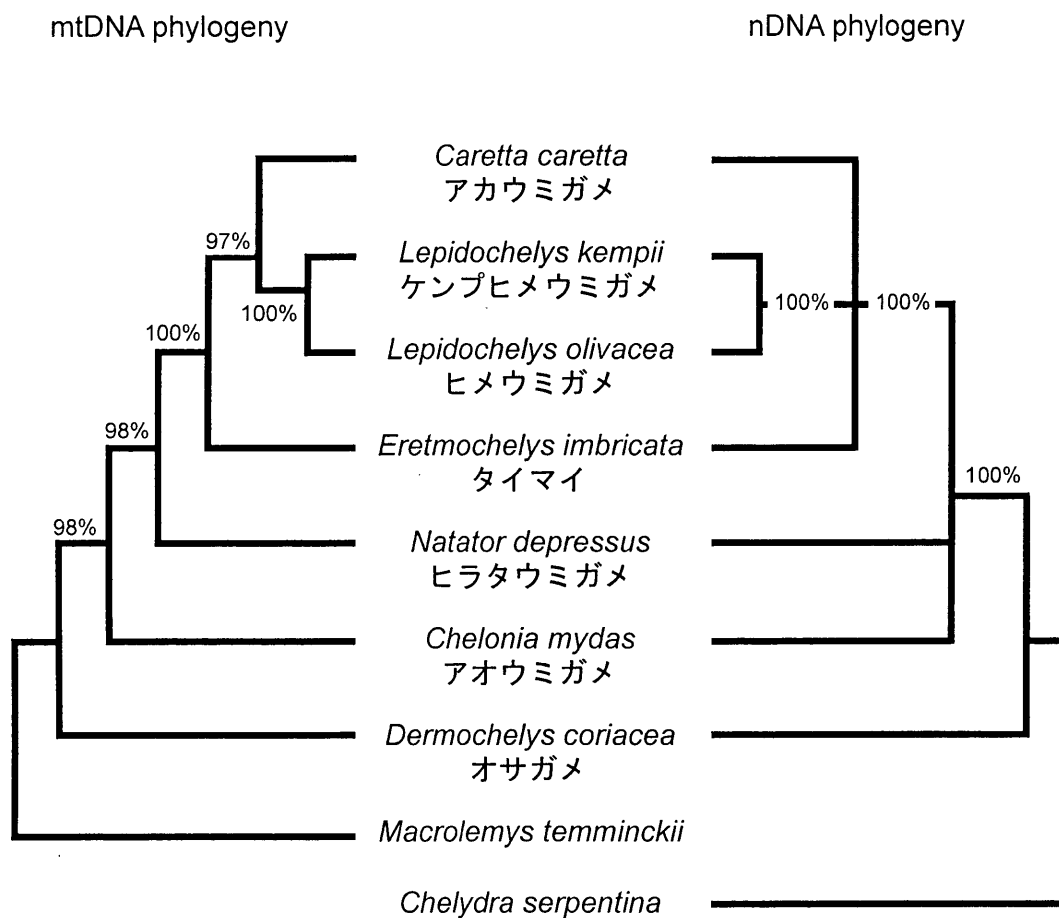 mtDNA phylogeny
nDNA phylogeny
Caretta caretta
アカウミガメ
97%
Lepidochelys kempii
ケンプヒメウミガメ
100%
100%
100%
100%
Lepidochelys olivacea
ヒメウミガメ
98%
Eretmochelys imbricata
タイマイ
100%
98%
Natator depressus
ヒラタウミガメ
Chelonia mydas
アオウミガメ
Dermochelys coriacea
オサガメ
Macrolemys temminckii
Chelydra serpentina